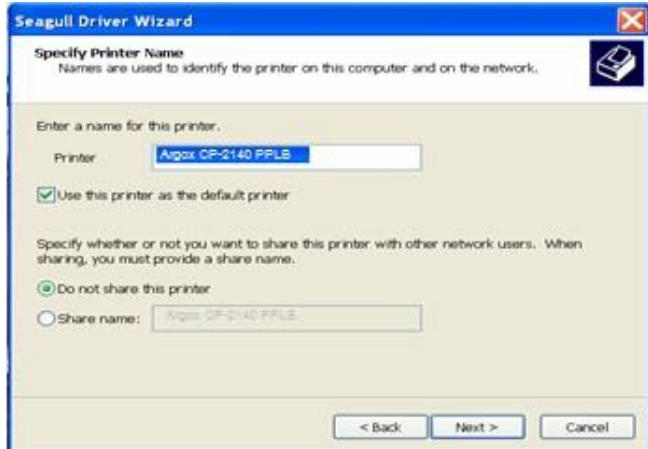 Seagull Driver Wizard
Specify Printer Name
Names are used to identify the printer on this computer and on the network.
Enter a name for this printer.
Printer
Argox CP-2140 PPLB
Use this printer as the default printer
Specify whether or not you want to share this printer with other network users. When
sharing, you must provide a share name.
Do not share this printer
Share name:
Argox CP-2140 PPLB
< Back
Next >
Cancel